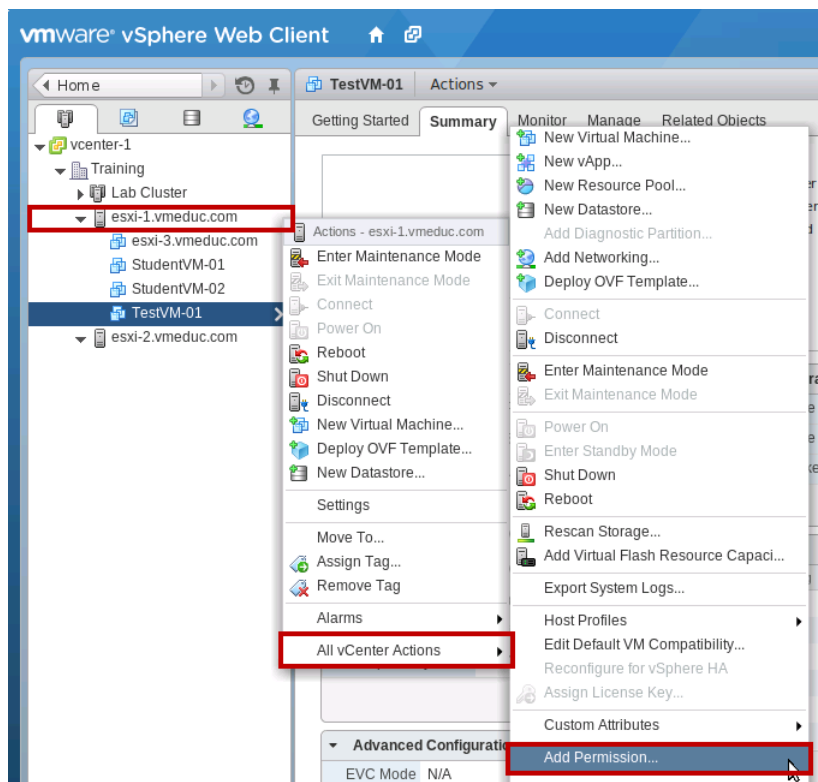 vmware® vSphere Web Client
Home
TestVM-01 Actions
Getting Started Summary Monitor Manage Related Objects
vcenter-1
Training
Lab Cluster
esxi-1.vmeduc.com
esxi-3.vmeduc.com
StudentVM-01
StudentVM-02
TestVM-01
esxi-2.vmeduc.com
Actions - esxi-1.vmeduc.com
Enter Maintenance Mode
Exit Maintenance Mode
Connect
Power On
Reboot
Shut Down
Disconnect
New Virtual Machine...
Deploy OVF Template...
New Datastore...
Settings
Move To...
Assign Tag...
Remove Tag
Alarms
All vCenter Actions
New Virtual Machine...
New vApp...
New Resource Pool...
New Datastore...
Add Diagnostic Partition...
Add Networking...
Deploy OVF Template...
Connect
Disconnect
Enter Maintenance Mode
Exit Maintenance Mode
Power On
Enter Standby Mode
Shut Down
Reboot
Rescan Storage...
Add Virtual Flash Resource Capaci...
Export System Logs...
Host Profiles
Edit Default VM Compatibility...
Reconfigure for vSphere HA
Assign License Key...
Custom Attributes
Add Permission...
Advanced Configuratio
EVC Mode N/A